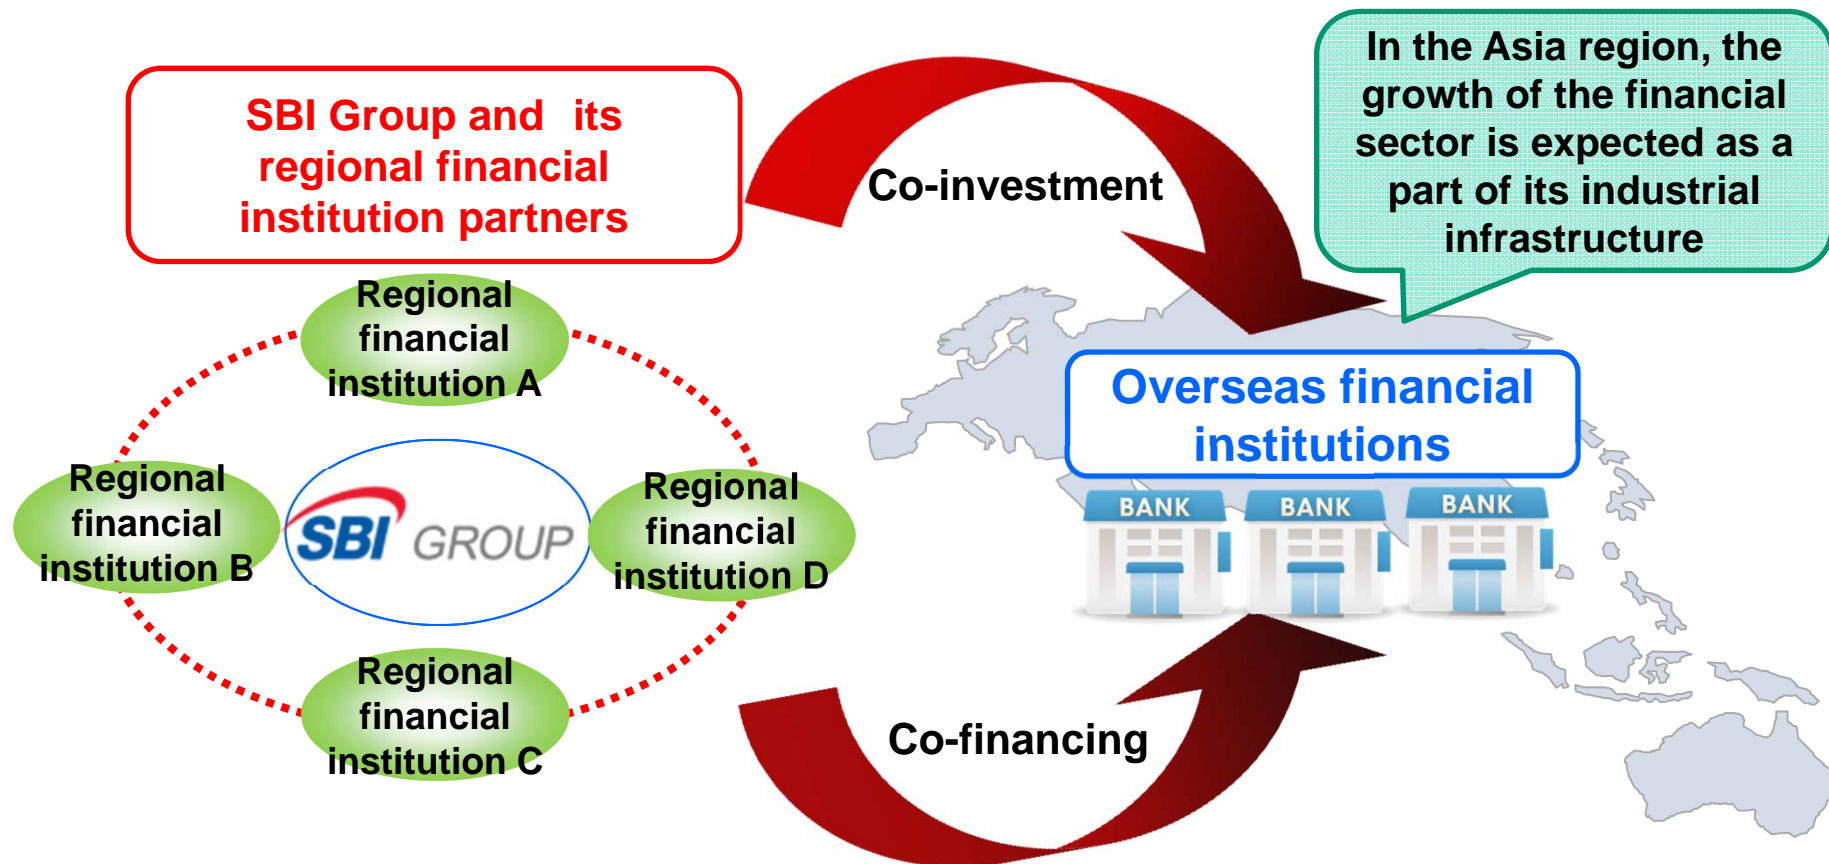 SBI Group and its
regional financial
institution partners
Co-investment
In the Asia region, the
growth of the financial
sector is expected as a
part of its industrial
infrastructure
Regional
financial
institution A
Regional
financial
institution B
SBI GROUP
Regional
financial
institution D
Regional
financial
institution C
Overseas financial
institutions
BANK
BANK
BANK
Co-financing